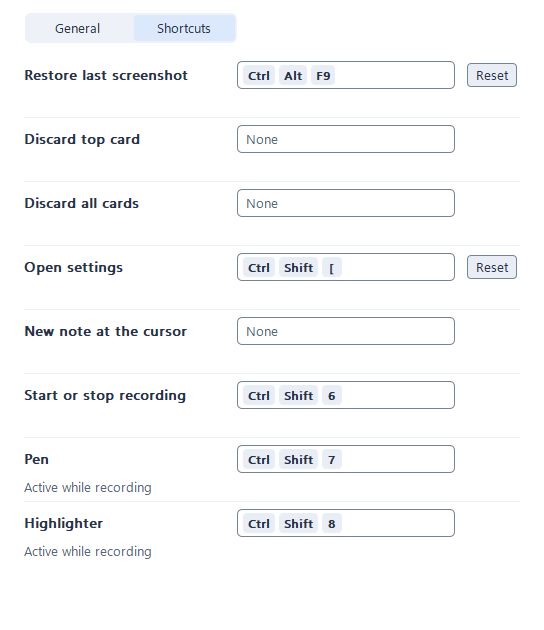 General Shortcuts
Restore last screenshot Ctrl Alt F9 Reset
Discard top card None
Discard all cards None
Open settings Ctrl Shift [ Reset
New note at the cursor None
Start or stop recording Ctrl Shift 6
Pen Ctrl Shift 7
Active while recording
Highlighter Ctrl Shift 8
Active while recording